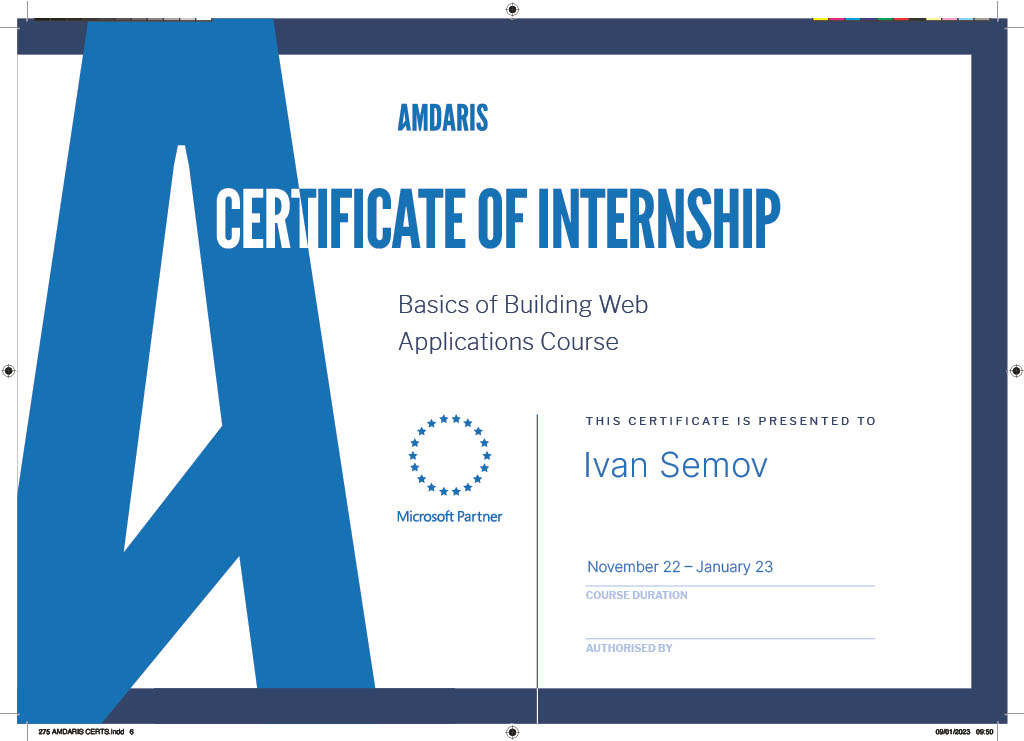 AMDARIS
CERTIFICATE OF INTERNSHIP
Basics of Building Web
Applications Course
Microsoft Partner
THIS CERTIFICATE IS PRESENTED TO
Ivan Semov
November 22 – January 23
COURSE DURATION
AUTHORISED BY
275 AMDARIS CERTS.indd 6
09/01/2023 09:50